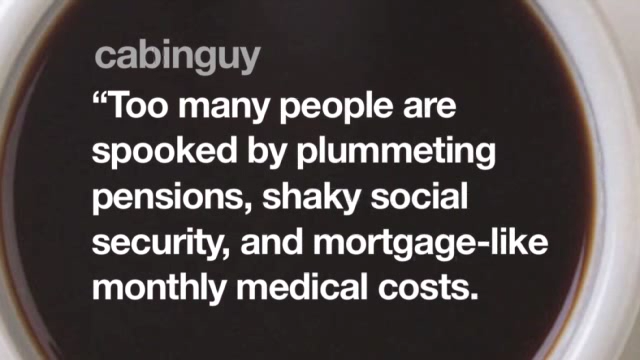 cabinguy
“Too many people are
spooked by plummeting
pensions, shaky social
security, and mortgage-like
monthly medical costs.